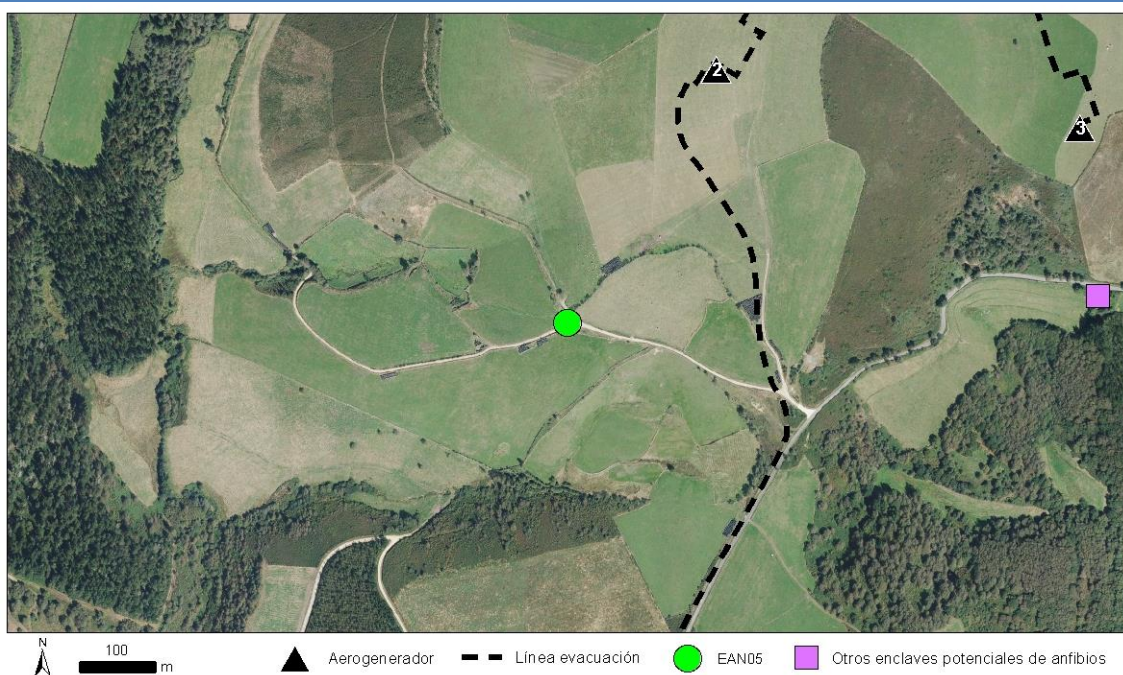 2
3
N
100
m
Aerogenerador
Línea evacuación
EAN05
Otros enclaves potenciales de anfibios